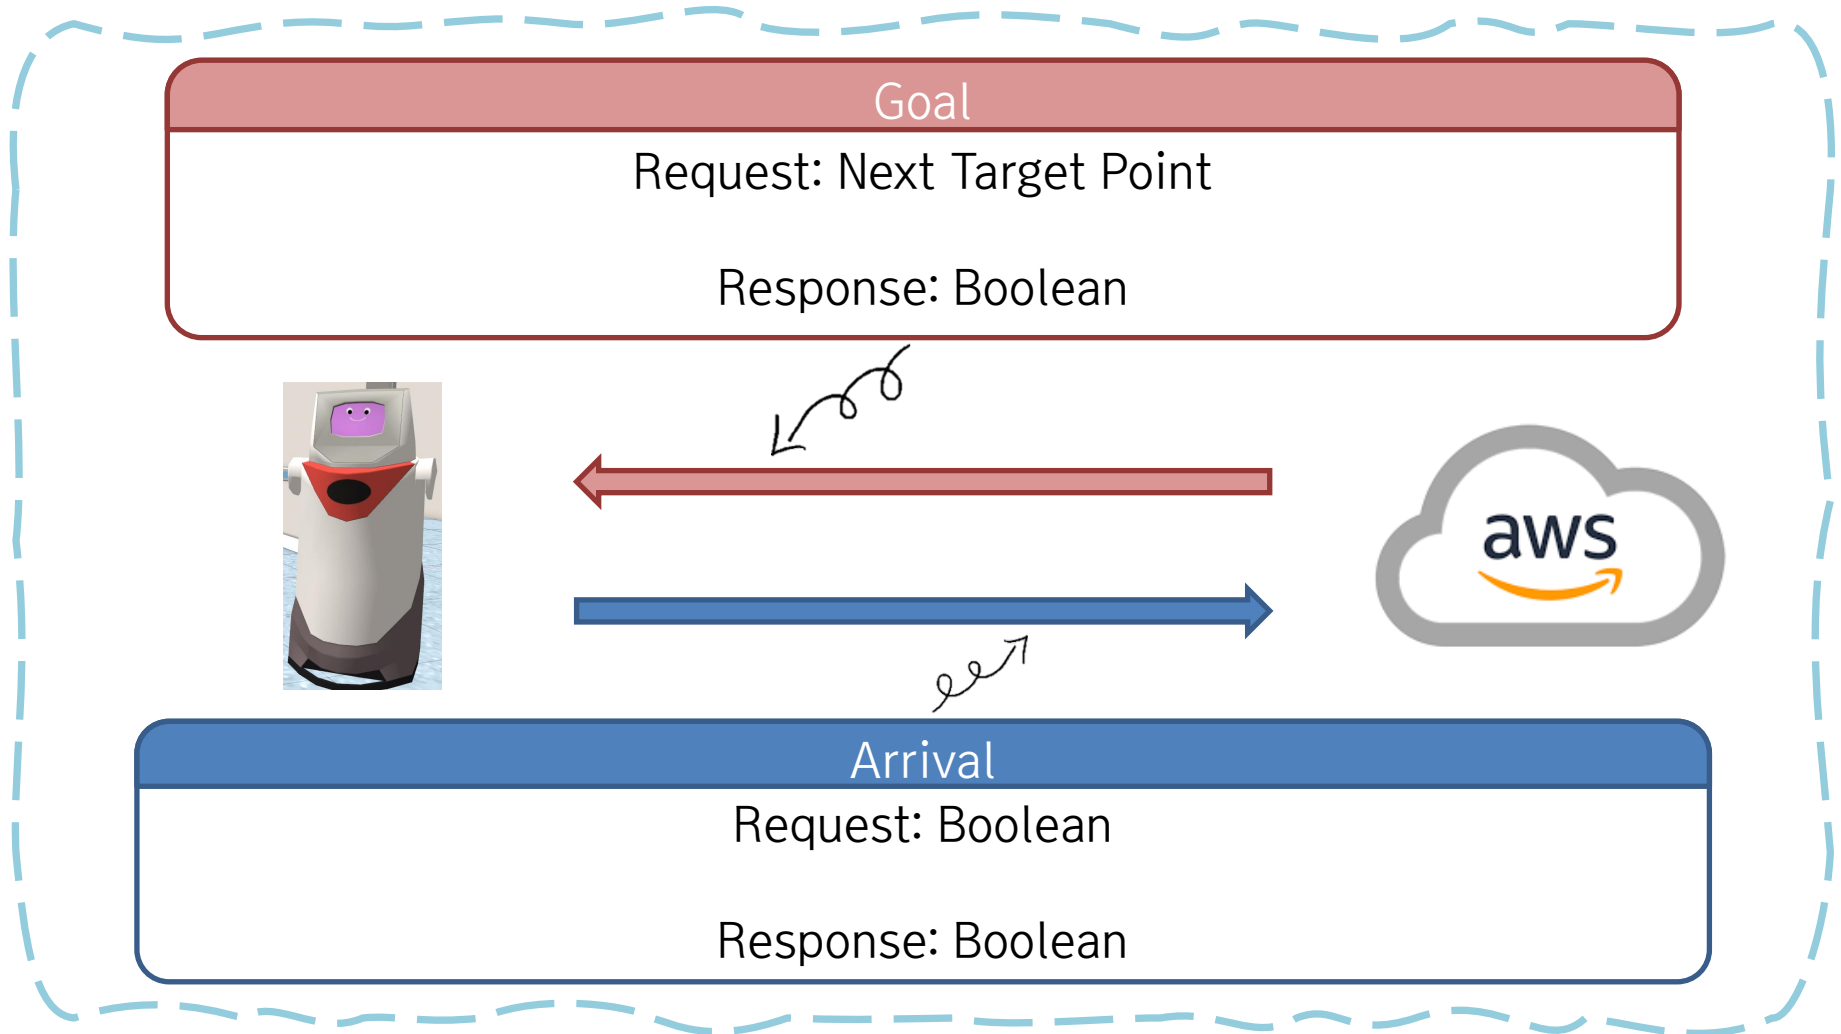 Goal
Request: Next Target Point
Response: Boolean
aws
Arrival
Request: Boolean
Response: Boolean